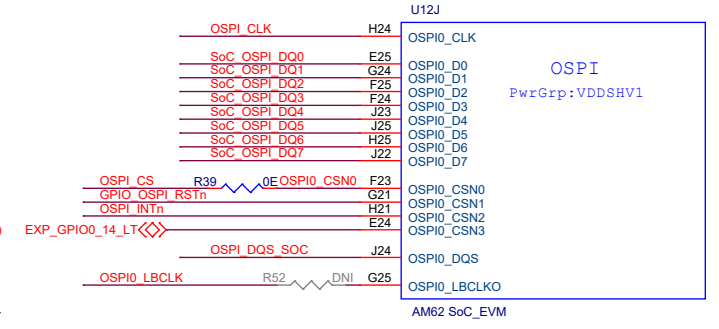 U12J
OSPI_CLK H24 OSPI0_CLK
SoC_OSPI_DQ0 E25 OSPI0_D0
SoC_OSPI_DQ1 G24 OSPI0_D1
SoC_OSPI_DQ2 F25 OSPI0_D2
SoC_OSPI_DQ3 F24 OSPI0_D3
SoC_OSPI_DQ4 J23 OSPI0_D4
SoC_OSPI_DQ5 J25 OSPI0_D5
SoC_OSPI_DQ6 H25 OSPI0_D6
SoC_OSPI_DQ7 J22 OSPI0_D7
OSPI
PwrGrp:VDDSHV1
OSPI_CS R39 0E OSPI0_CSN0 F23 OSPI0_CSN0
GPIO_OSPI_RSTn G21 OSPI0_CSN1
OSPI_INTn H21 OSPI0_CSN2
EXP_GPIO0_14_LT E24 OSPI0_CSN3
OSPI_DQS_SOC J24 OSPI0_DQS
OSPI0_LBCLK R52 DNI G25 OSPI0_LBCLKO
AM62 SoC_EVM